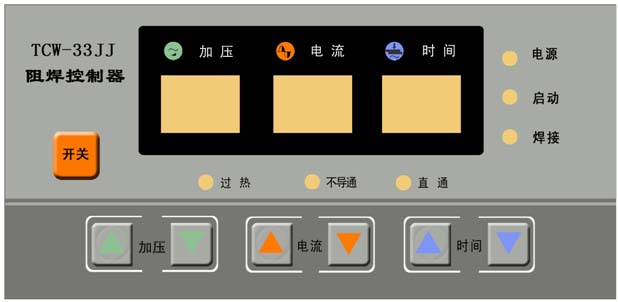 TCW-33JJ
阻焊控制器
加压 电流 时间
电源
启动
焊接
开关
过热 不导通 直通
加压 电流 时间